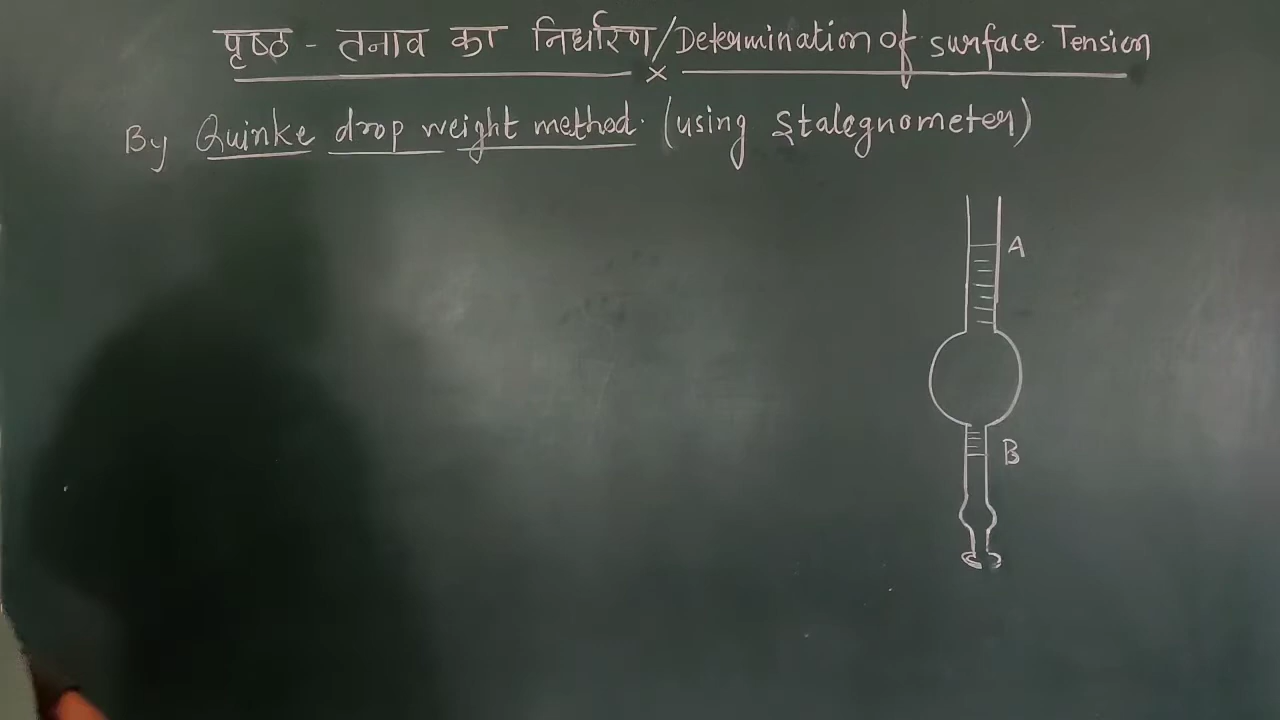 पृष्ठ - तनाव का निर्धारण/Determination of surface Tension
By Quinke drop weight method. (using stalegnometer)
A
B